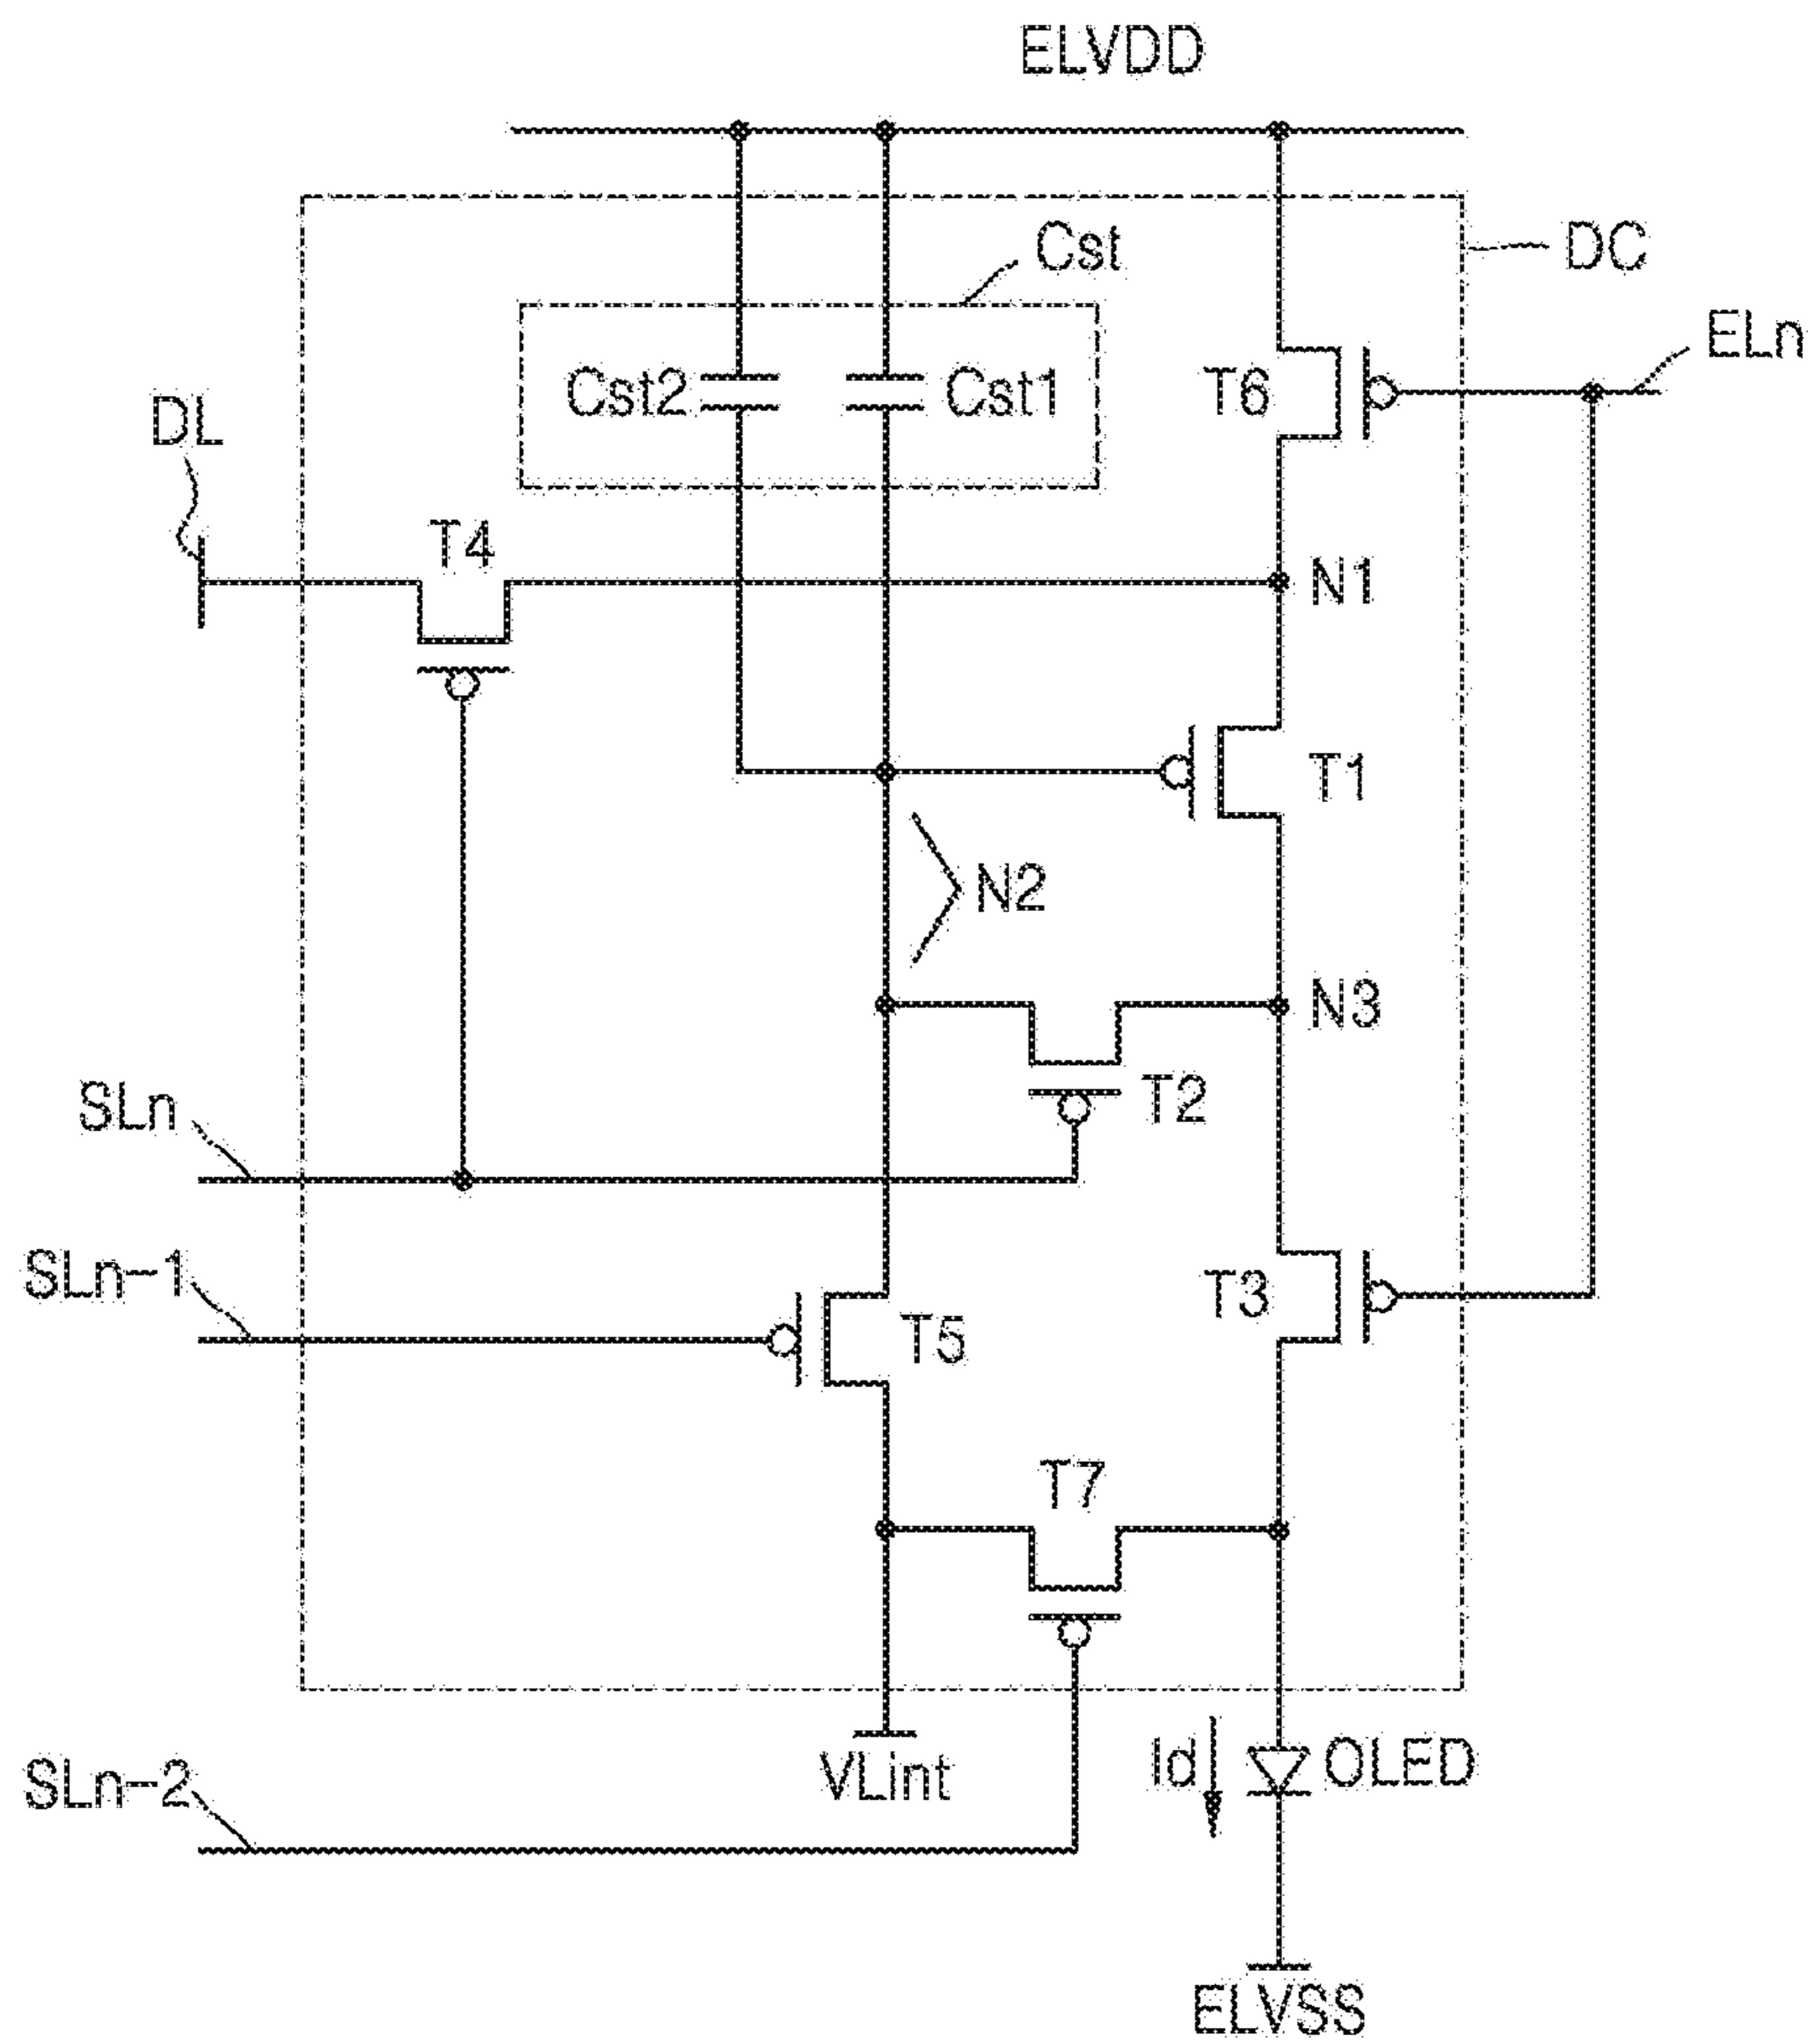 ELVDD
Cst
DC
ELn
Cst2
Cst1
T6
DL
T4
N1
T1
N2
N3
T2
SLn
SLn-1
T3
T5
T7
Id
OLED
VLint
SLn-2
ELVSS